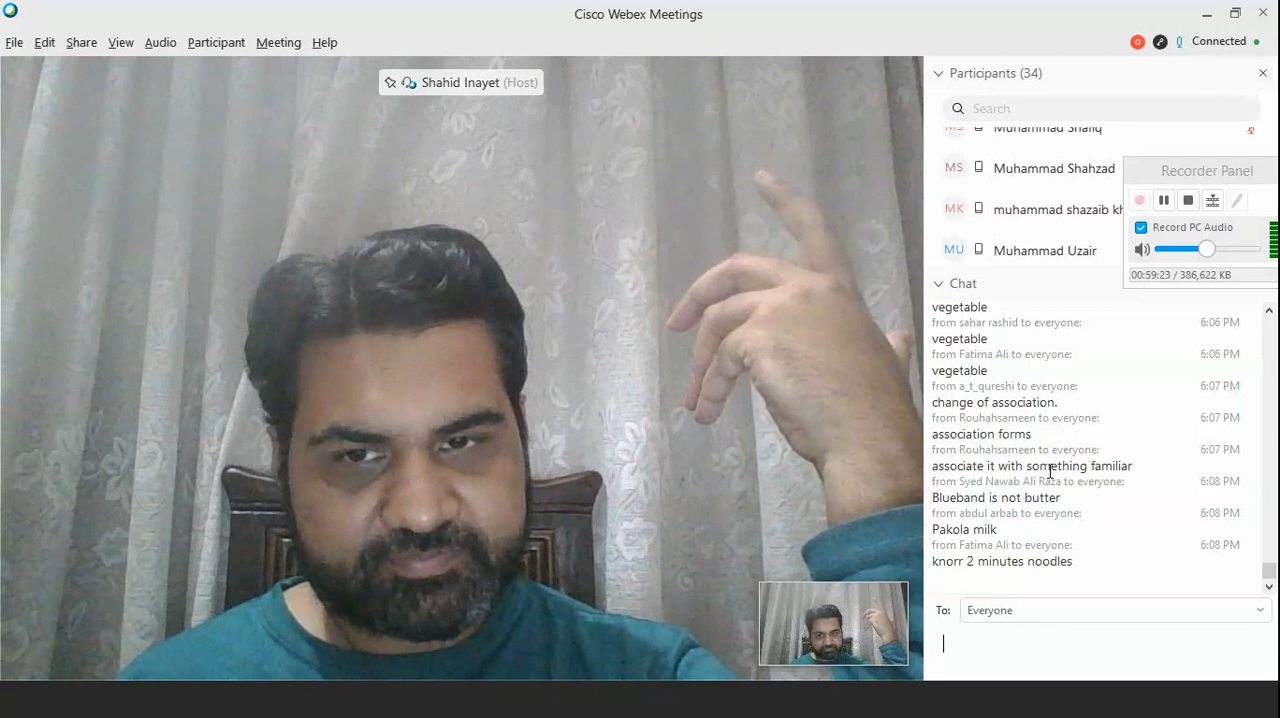 Cisco Webex Meetings
File Edit Share View Audio Participant Meeting Help
Connected
Shahid Inayet (Host)
Participants (34)
Search
MS Muhammad Shafiq
MS Muhammad Shahzad
MK muhammad shazaib kh
MU Muhammad Uzair
Recorder Panel
Record PC Audio
00:59:23 / 386,622 KB
Chat
vegetable
from sahar rashid to everyone: 6:06 PM
vegetable
from Fatima Ali to everyone: 6:06 PM
vegetable
from a_t_qureshi to everyone: 6:07 PM
change of association.
from Rouhahsameen to everyone: 6:07 PM
association forms
from Rouhahsameen to everyone: 6:07 PM
associate it with something familiar
from Syed Nawab Ali Raza to everyone: 6:08 PM
Blueband is not butter
from abdul arbab to everyone: 6:08 PM
Pakola milk
from Fatima Ali to everyone: 6:08 PM
knorr 2 minutes noodles
To: Everyone